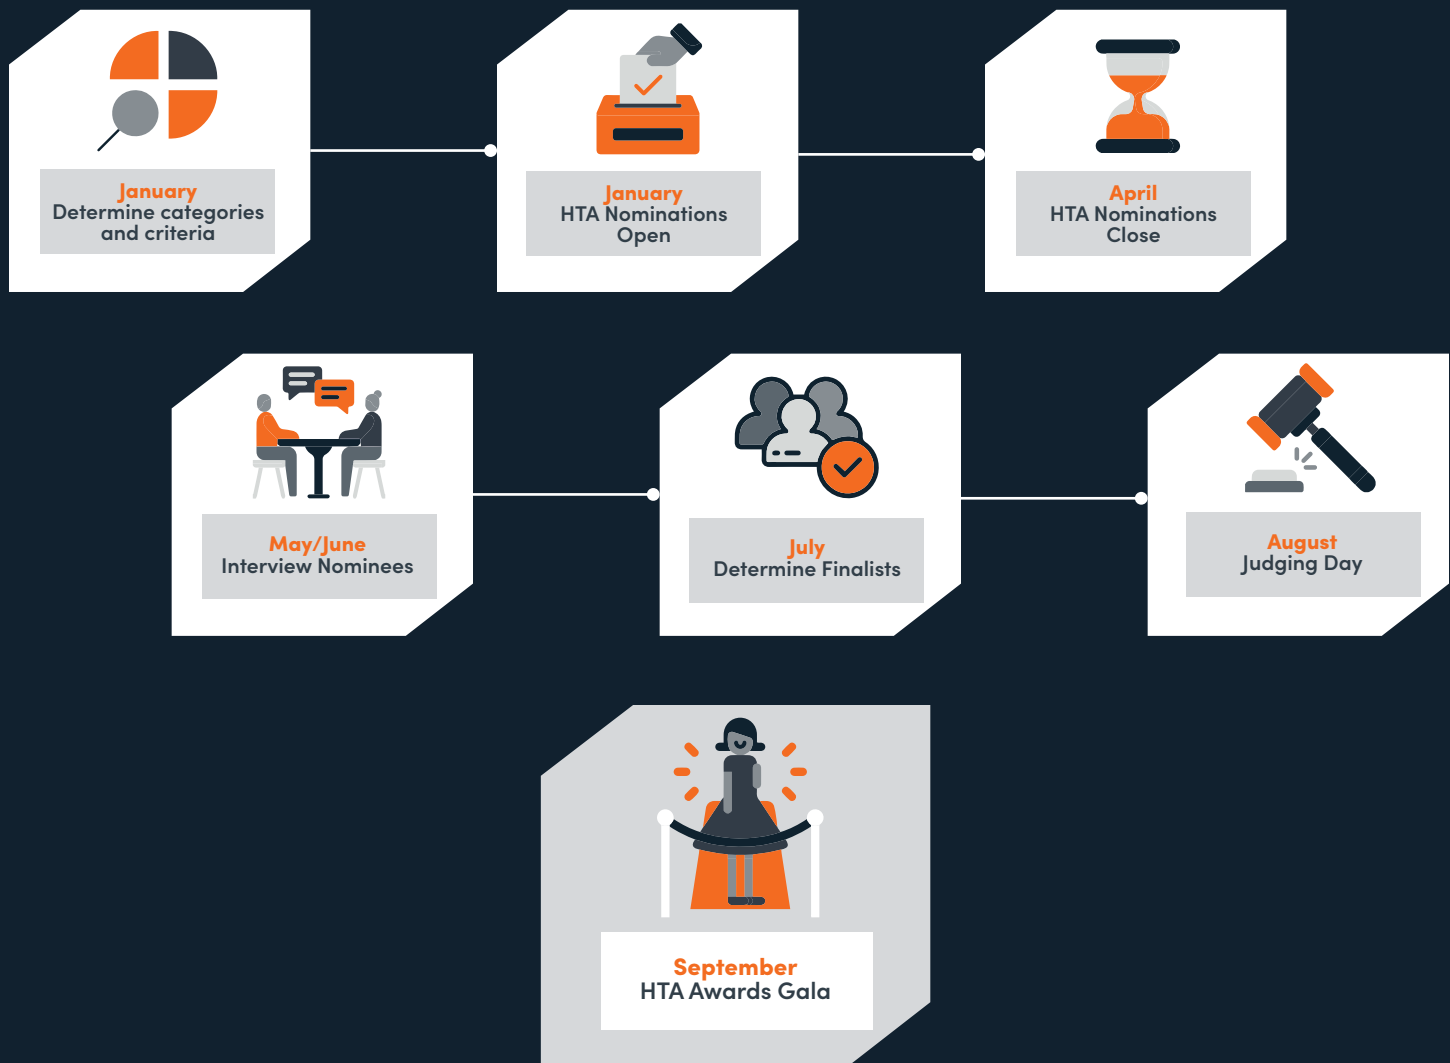 January
Determine categories
and criteria
January
HTA Nominations
Open
April
HTA Nominations
Close
May/June
Interview Nominees
July
Determine Finalists
August
Judging Day
September
HTA Awards Gala